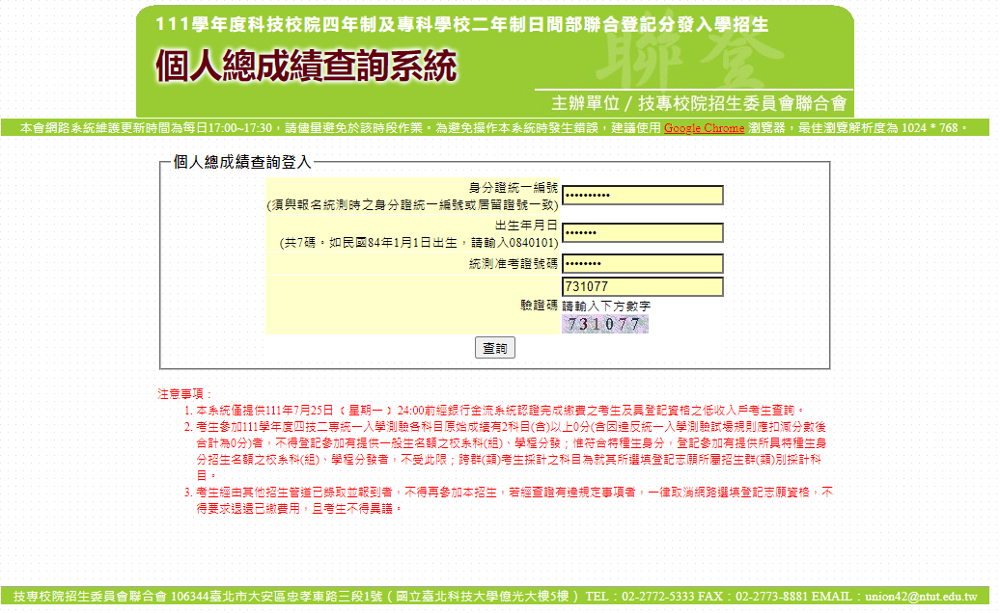 111學年度科技校院四年制及專科學校二年制日間部聯合登記分發入學招生
聯登
個人總成績查詢系統
主辦單位 / 技專校院招生委員會聯合會
本會網路系統維護更新時間為每日17:00~17:30，請儘量避免於該時段作業。為避免操作本系統時發生錯誤，建議使用 Google Chrome 瀏覽器，最佳瀏覽解析度為 1024 * 768。
個人總成績查詢登入
身分證統一編號
(須與報名統測時之身分證統一編號或居留證號一致)
••••••••••
出生年月日
(共7碼。如民國84年1月1日出生，請輸入0840101)
•••••••
統測准考證號碼 ••••••••
731077
驗證碼 請輸入下方數字
731077
查詢
注意事項：
1. 本系統僅提供111年7月25日﹝星期一﹞24:00前經銀行金流系統認證完成繳費之考生及具登記資格之低收入戶考生查詢。
2. 考生參加111學年度四技二專統一入學測驗各科目原始成績有2科目(含)以上0分(含因違反統一入學測驗試場規則應扣減分數後
合計為0分)者，不得登記參加有提供一般生名額之校系科(組)、學程分發；惟符合特種生身分，登記參加有提供所具特種生身
分招生名額之校系科(組)、學程分發者，不受此限；跨群(類)考生採計之科目為就其所選填登記志願所屬招生群(類)別採計科
目。
3. 考生經由其他招生管道已錄取並報到者，不得再參加本招生，若經查證有違規定事項者，一律取消網路選填登記志願資格，不
得要求退還已繳費用，且考生不得異議。
技專校院招生委員會聯合會 106344臺北市大安區忠孝東路三段1號（國立臺北科技大學億光大樓5樓） TEL：02-2772-5333 FAX：02-2773-8881 EMAIL：union42@ntut.edu.tw